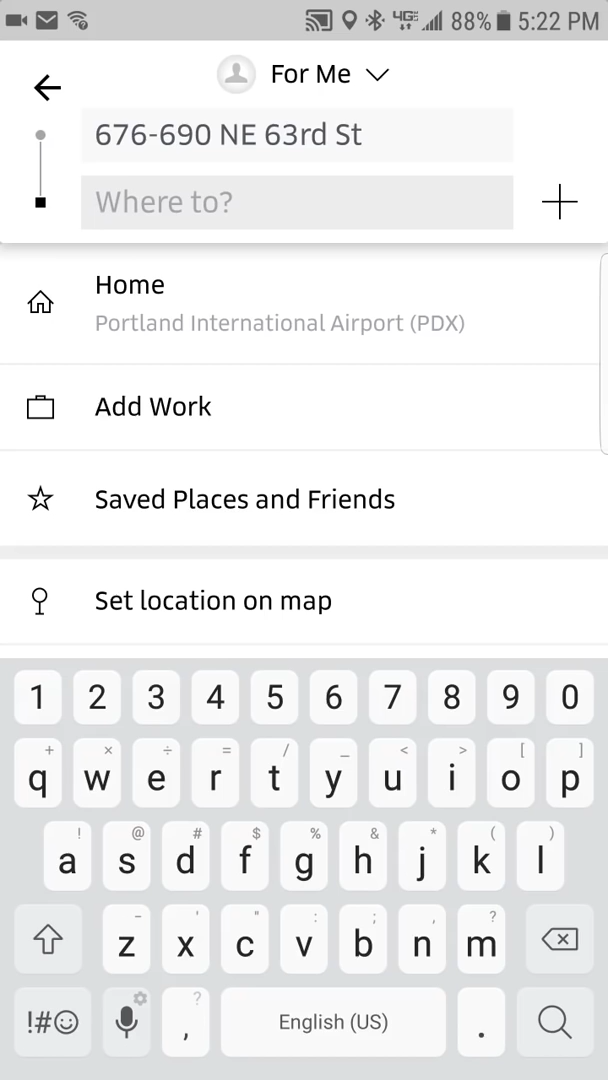 88% 5:22 PM
For Me
676-690 NE 63rd St
Where to?
Home
Portland International Airport (PDX)
Add Work
Saved Places and Friends
Set location on map
1 2 3 4 5 6 7 8 9 0
+ × ÷ = / _ < > [ ]
q w e r t y u i o p
! @ # $ % & * ( )
a s d f g h j k l
- ' " : ; , ?
z x c v b n m
!#☺ , ? English (US) .